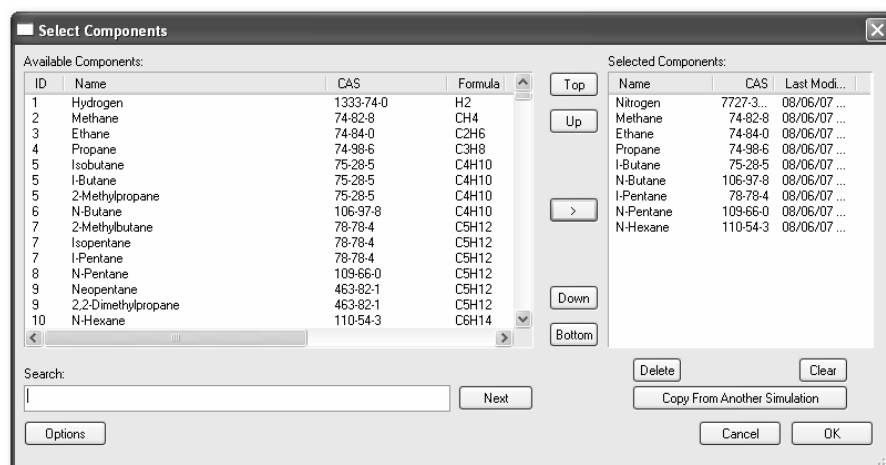 Select Components
Available Components:
ID Name CAS Formula
1 Hydrogen 1333-74-0 H2
2 Methane 74-82-8 CH4
3 Ethane 74-84-0 C2H6
4 Propane 74-98-6 C3H8
5 Isobutane 75-28-5 C4H10
5 I-Butane 75-28-5 C4H10
5 2-Methylpropane 75-28-5 C4H10
6 N-Butane 106-97-8 C4H10
7 2-Methylbutane 78-78-4 C5H12
7 Isopentane 78-78-4 C5H12
7 I-Pentane 78-78-4 C5H12
8 N-Pentane 109-66-0 C5H12
9 Neopentane 463-82-1 C5H12
9 2,2-Dimethylpropane 463-82-1 C5H12
10 N-Hexane 110-54-3 C6H14
Top
Up
>
Down
Bottom
Selected Components:
Name CAS Last Modi...
Nitrogen 7727-3... 08/06/07 ...
Methane 74-82-8 08/06/07 ...
Ethane 74-84-0 08/06/07 ...
Propane 74-98-6 08/06/07 ...
I-Butane 75-28-5 08/06/07 ...
N-Butane 106-97-8 08/06/07 ...
I-Pentane 78-78-4 08/06/07 ...
N-Pentane 109-66-0 08/06/07 ...
N-Hexane 110-54-3 08/06/07 ...
Search:
Next
Options
Delete Clear
Copy From Another Simulation
Cancel OK